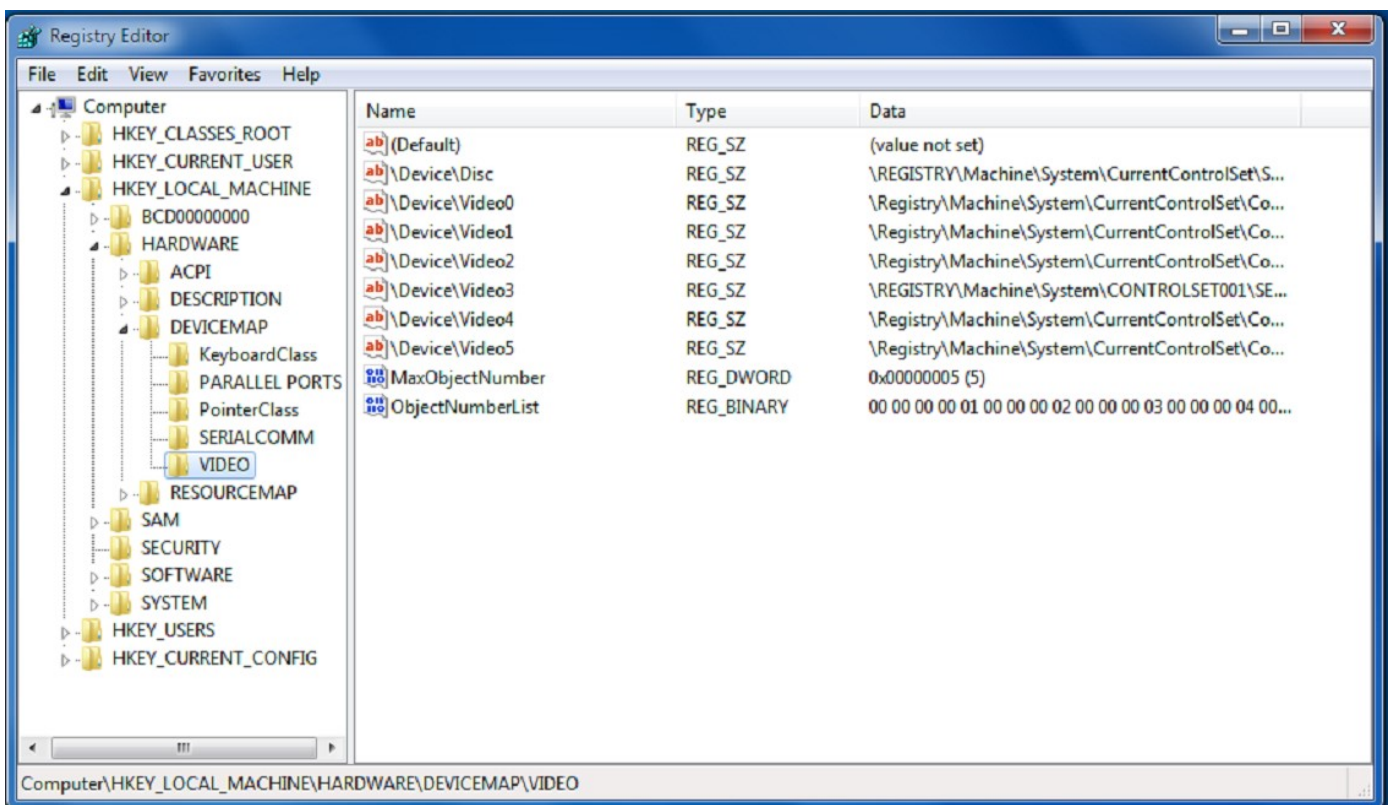 Registry Editor
File Edit View Favorites Help
Computer
HKEY_CLASSES_ROOT
HKEY_CURRENT_USER
HKEY_LOCAL_MACHINE
BCD00000000
HARDWARE
ACPI
DESCRIPTION
DEVICEMAP
KeyboardClass
PARALLEL PORTS
PointerClass
SERIALCOMM
VIDEO
RESOURCEMAP
SAM
SECURITY
SOFTWARE
SYSTEM
HKEY_USERS
HKEY_CURRENT_CONFIG
Name Type Data
(Default) REG_SZ (value not set)
\Device\Disc REG_SZ \REGISTRY\Machine\System\CurrentControlSet\S...
\Device\Video0 REG_SZ \Registry\Machine\System\CurrentControlSet\Co...
\Device\Video1 REG_SZ \Registry\Machine\System\CurrentControlSet\Co...
\Device\Video2 REG_SZ \Registry\Machine\System\CurrentControlSet\Co...
\Device\Video3 REG_SZ \REGISTRY\Machine\System\CONTROLSET001\SE...
\Device\Video4 REG_SZ \Registry\Machine\System\CurrentControlSet\Co...
\Device\Video5 REG_SZ \Registry\Machine\System\CurrentControlSet\Co...
MaxObjectNumber REG_DWORD 0x00000005 (5)
ObjectNumberList REG_BINARY 00 00 00 00 01 00 00 00 02 00 00 00 03 00 00 00 04 00...
Computer\HKEY_LOCAL_MACHINE\HARDWARE\DEVICEMAP\VIDEO